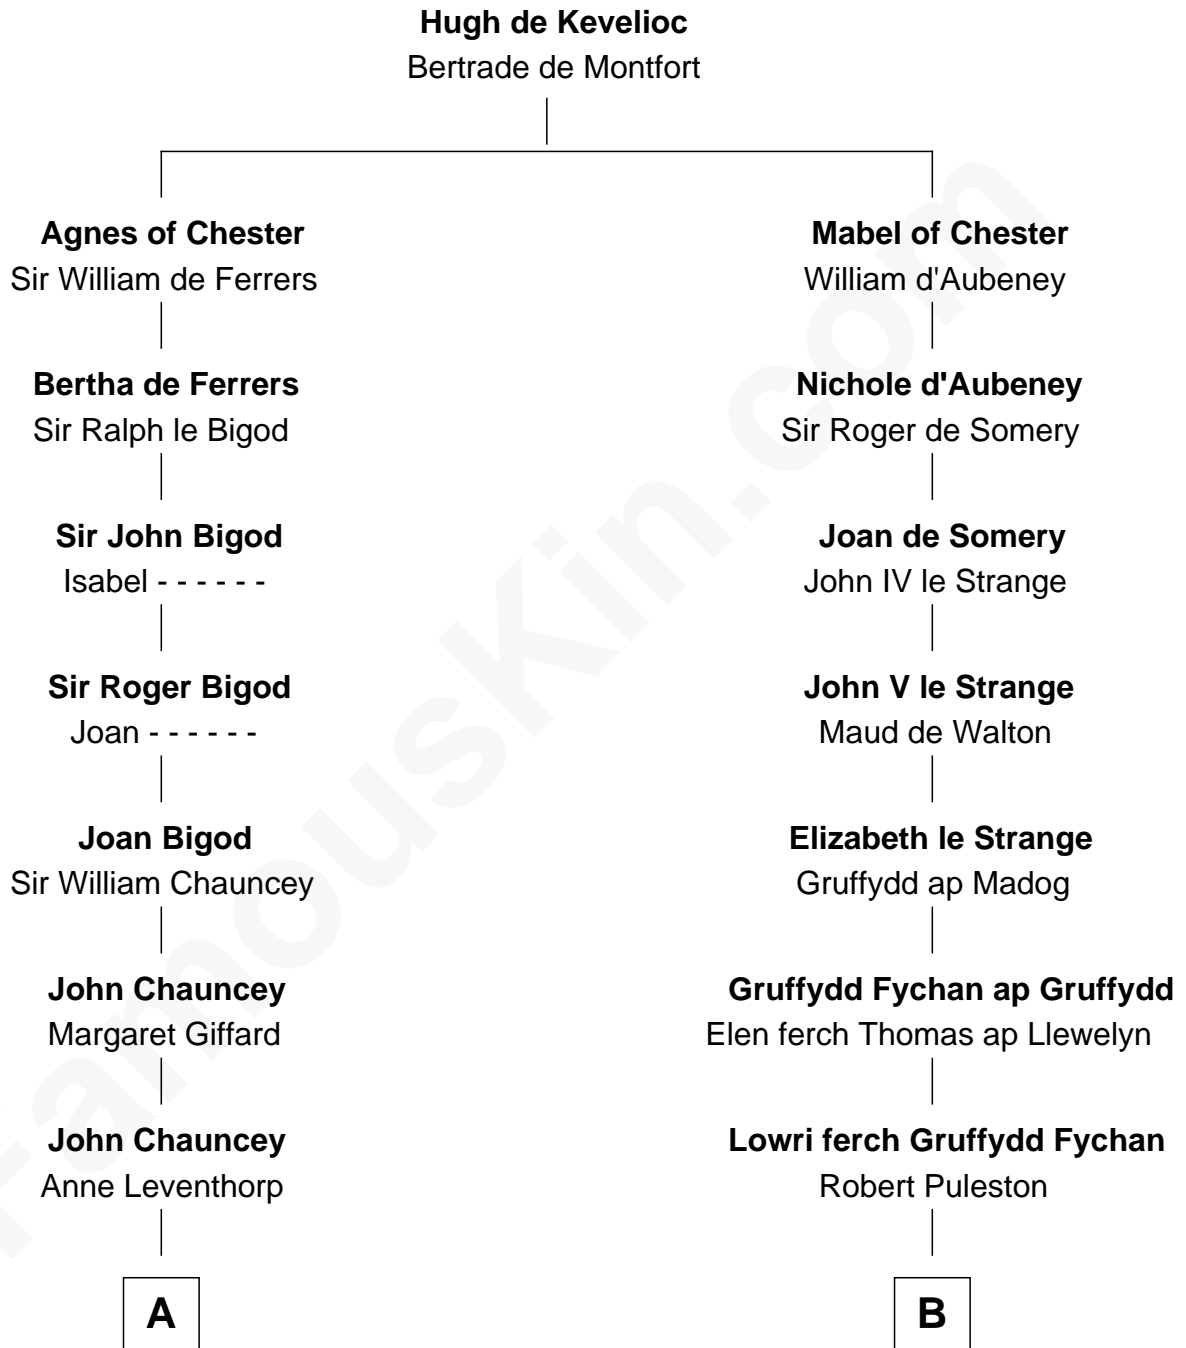 Hugh de Kevelioc
Bertrade de Montfort
Agnes of Chester
Sir William de Ferrers
Mabel of Chester
William d'Aubeney
Bertha de Ferrers
Sir Ralph le Bigod
Nichole d'Aubeney
Sir Roger de Somery
Sir John Bigod
Isabel - - - - - -
Joan de Somery
John IV le Strange
Sir Roger Bigod
Joan - - - - - -
John V le Strange
Maud de Walton
Joan Bigod
Sir William Chauncey
Elizabeth le Strange
Gruffydd ap Madog
John Chauncey
Margaret Giffard
Gruffydd Fychan ap Gruffydd
Elen ferch Thomas ap Llewelyn
John Chauncey
Anne Leventhorp
Lowri ferch Gruffydd Fychan
Robert Puleston
A
B
FamousKin.com